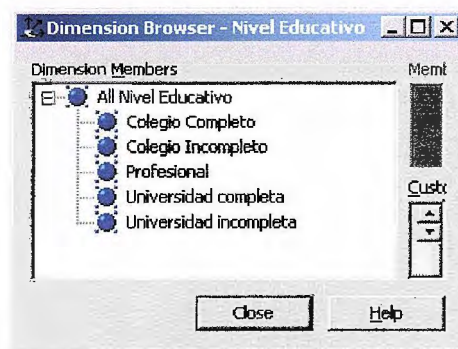 Dimension Browser - Nivel Educativo
Dimension Members
All Nivel Educativo
Colegio Completo
Colegio Incompleto
Profesional
Universidad completa
Universidad incompleta
Close Help